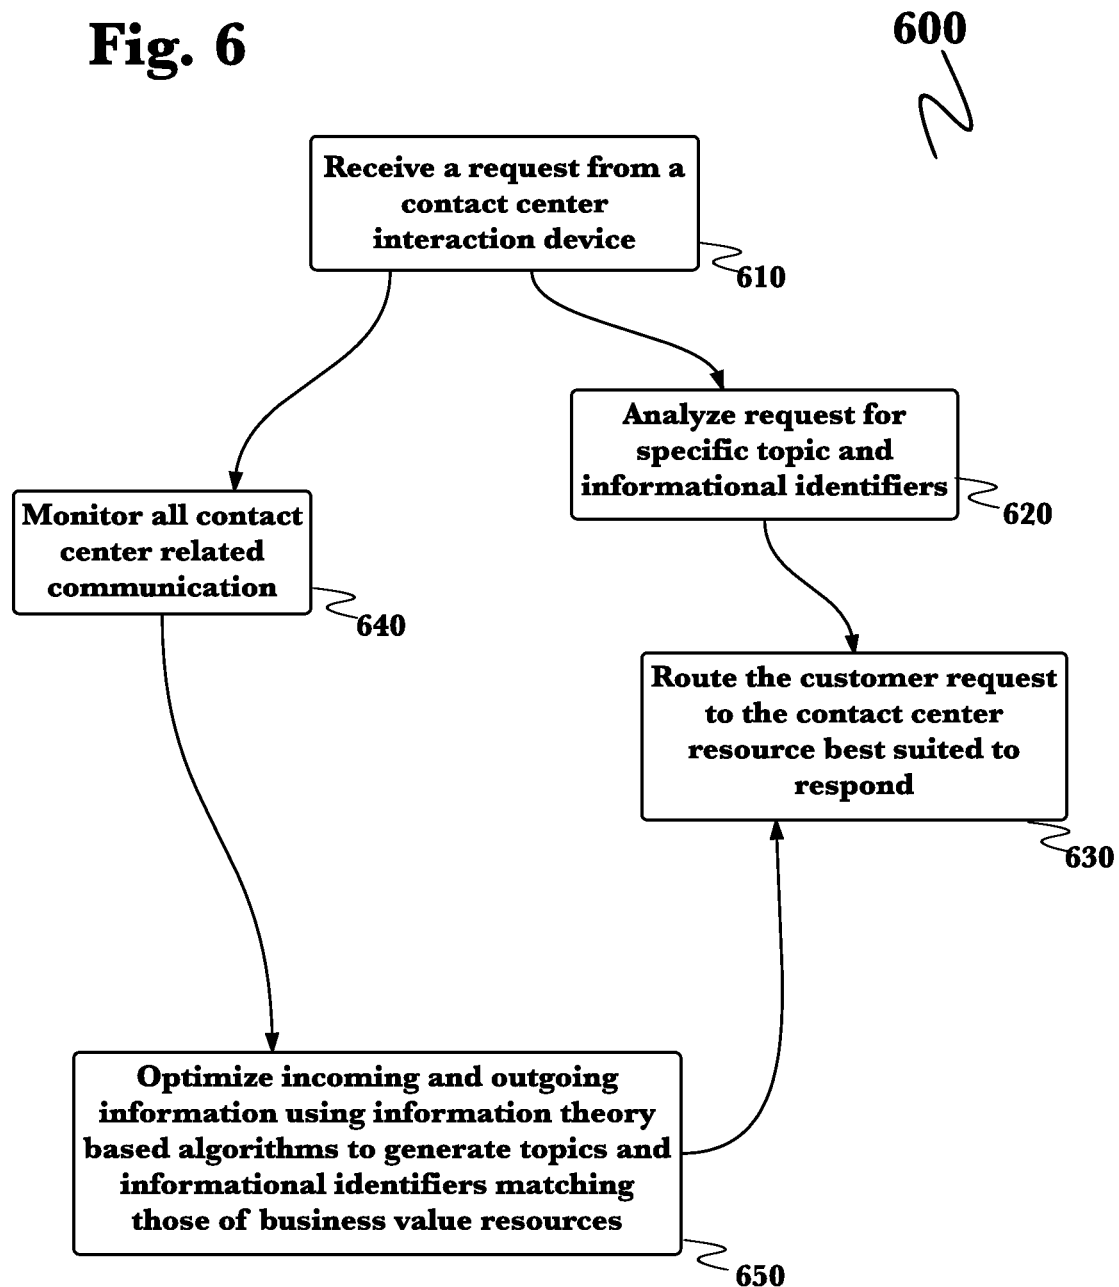 Fig. 6
600
Receive a request from a
contact center
interaction device
610
Analyze request for
specific topic and
informational identifiers
620
Monitor all contact
center related
communication
640
Route the customer request
to the contact center
resource best suited to
respond
630
Optimize incoming and outgoing
information using information theory
based algorithms to generate topics and
informational identifiers matching
those of business value resources
650